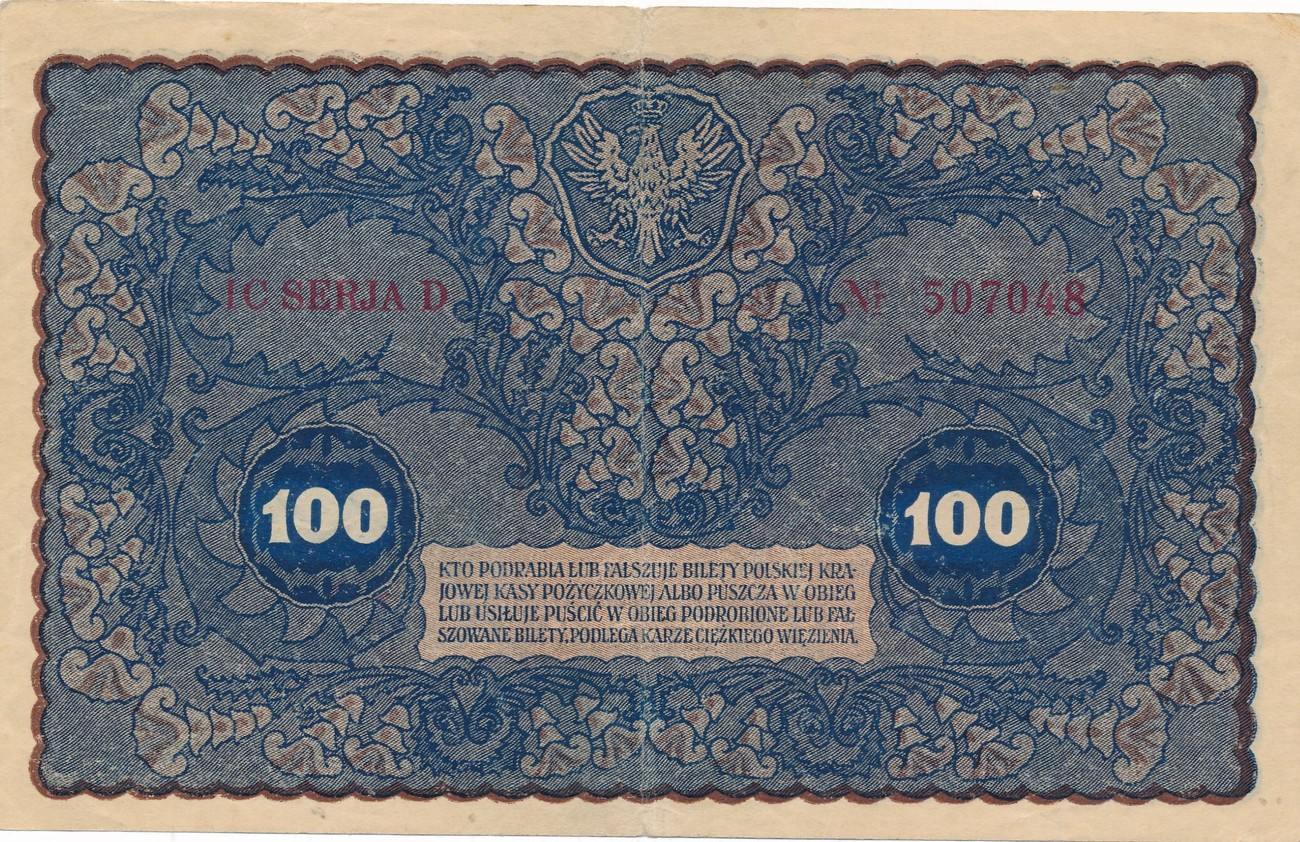 IC SERJA D
№ 507048
100
100
KTO PODRABIA LUB FAŁSZUJE BILETY POLSKIEJ KRA-
JOWEJ KASY POŻYCZKOWEJ ALBO PUSZCZA W OBIEG
LUB USIŁUJE PUŚCIĆ W OBIEG PODROBIONE LUB FAŁ-
SZOWANE BILETY, PODLEGA KARZE CIĘŻKIEGO WIĘZIENIA.